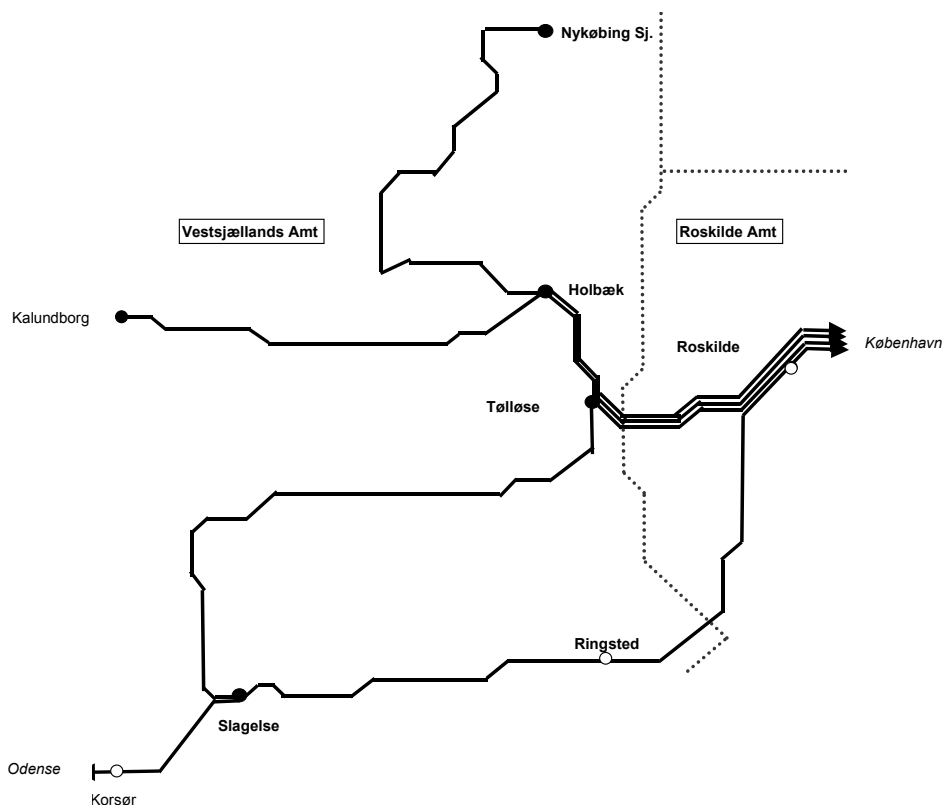 Nykøbing Sj.
Vestsjællands Amt
Roskilde Amt
Holbæk
Kalundborg
Roskilde
København
Tølløse
Ringsted
Slagelse
Odense
Korsør